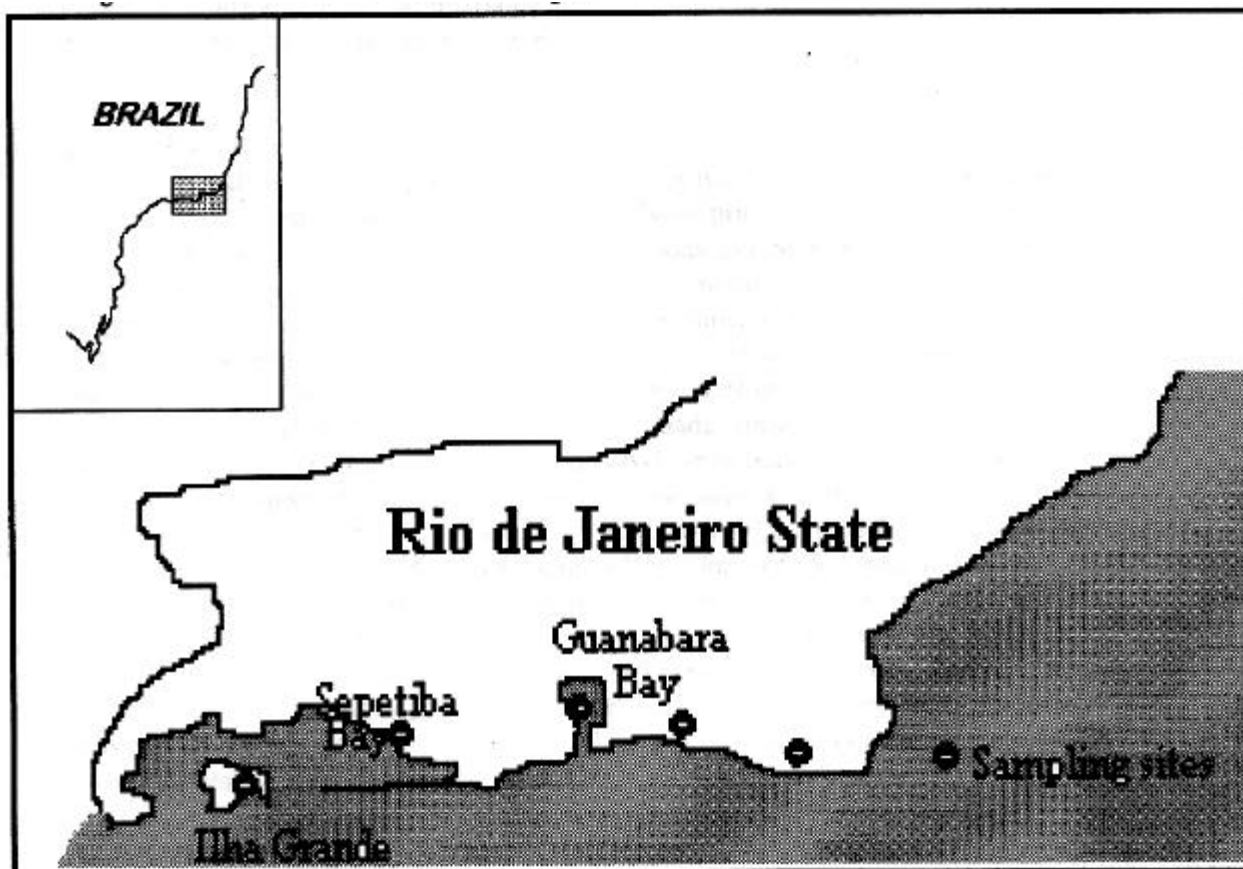 BRAZIL
Rio de Janeiro State
Guanabara
Bay
Sepetiba
Bay
Sampling sites
Ilha Grande